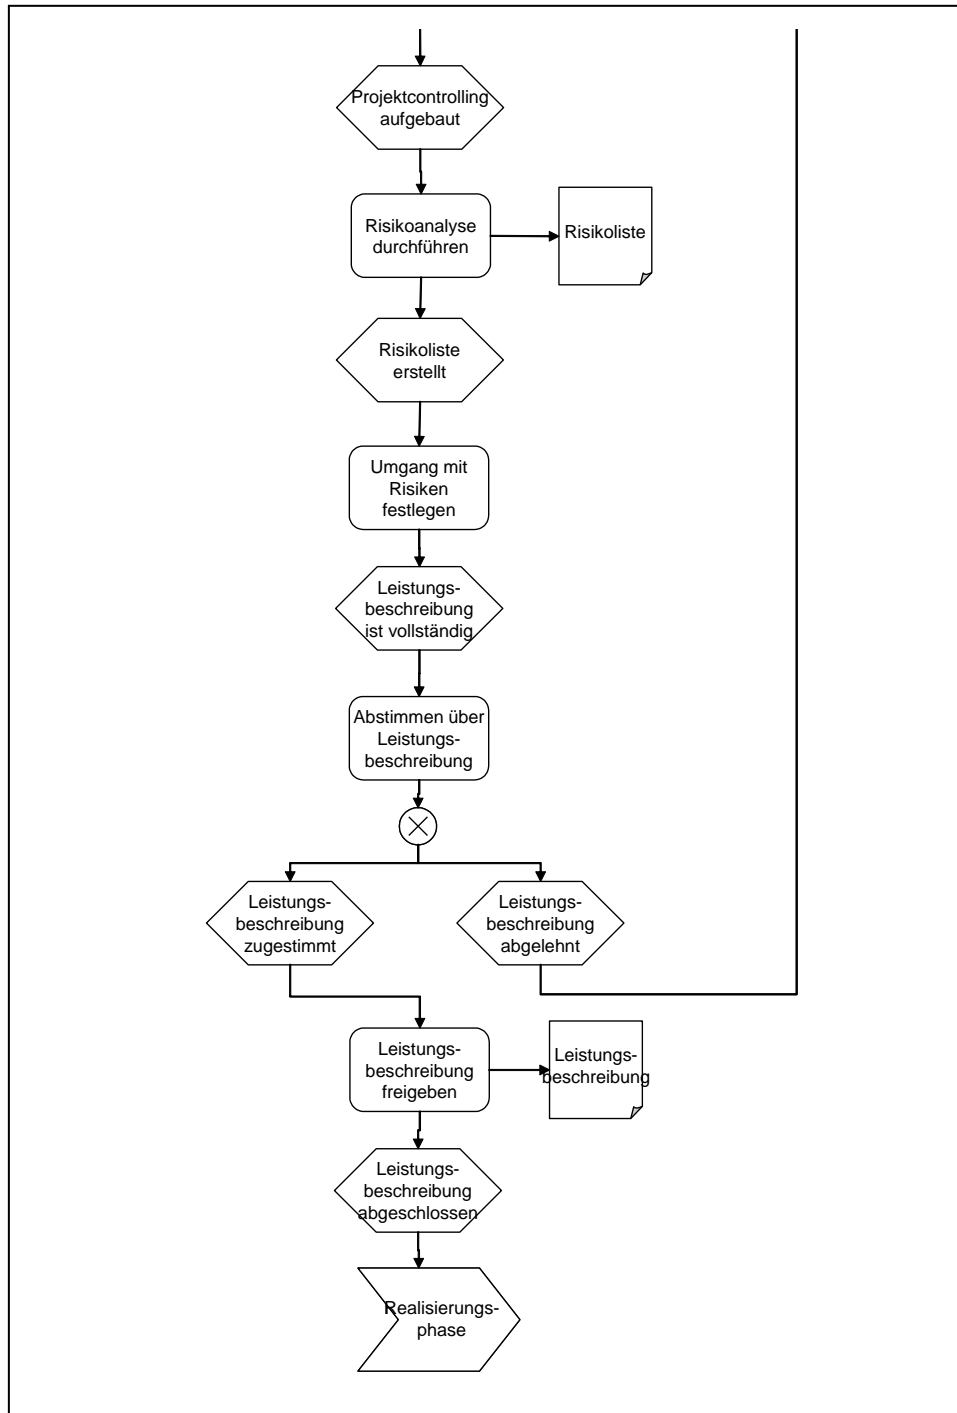 Projektcontrolling
aufgebaut
Risikoanalyse
durchführen
Risikoliste
Risikoliste
erstellt
Umgang mit
Risiken
festlegen
Leistungs-
beschreibung
ist vollständig
Abstimmen über
Leistungs-
beschreibung
Leistungs-
beschreibung
zugestimmt
Leistungs-
beschreibung
abgelehnt
Leistungs-
beschreibung
freigeben
Leistungs-
beschreibung
Leistungs-
beschreibung
abgeschlossen
Realisierungs-
phase